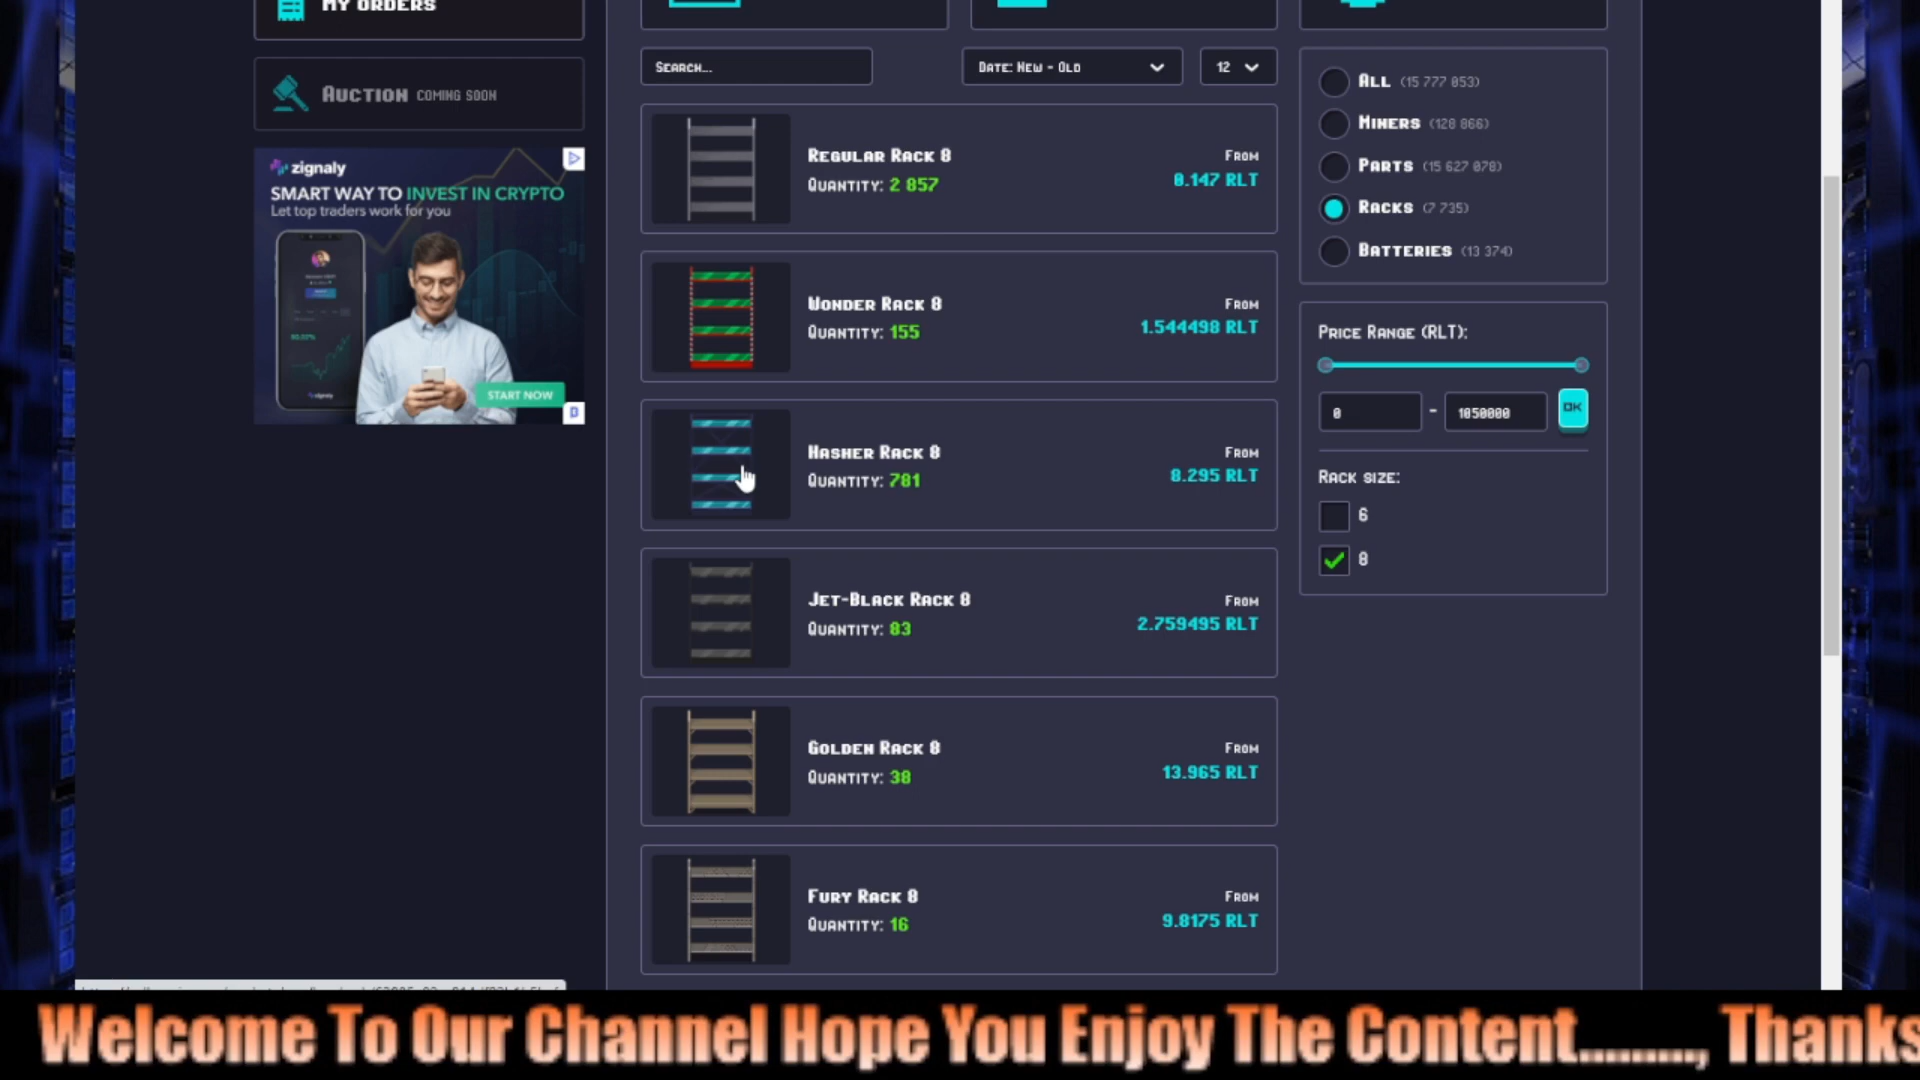 My Orders
Auction coming soon
zignaly
SMART WAY TO INVEST IN CRYPTO
Let top traders work for you
START NOW
Search...
Date: New - Old
12
Regular Rack 8
Quantity: 2 857
From
0.147 RLT
Wonder Rack 8
Quantity: 155
From
1.544498 RLT
Hasher Rack 8
Quantity: 781
From
8.295 RLT
Jet-Black Rack 8
Quantity: 83
From
2.759495 RLT
Golden Rack 8
Quantity: 38
From
13.965 RLT
Fury Rack 8
Quantity: 16
From
9.8175 RLT
All (15 777 053)
Miners (128 866)
Parts (15 627 078)
Racks (7 735)
Batteries (13 374)
Price Range (RLT):
0 - 1050000 OK
Rack size:
6
8
Welcome To Our Channel Hope You Enjoy The Content........., Thanks